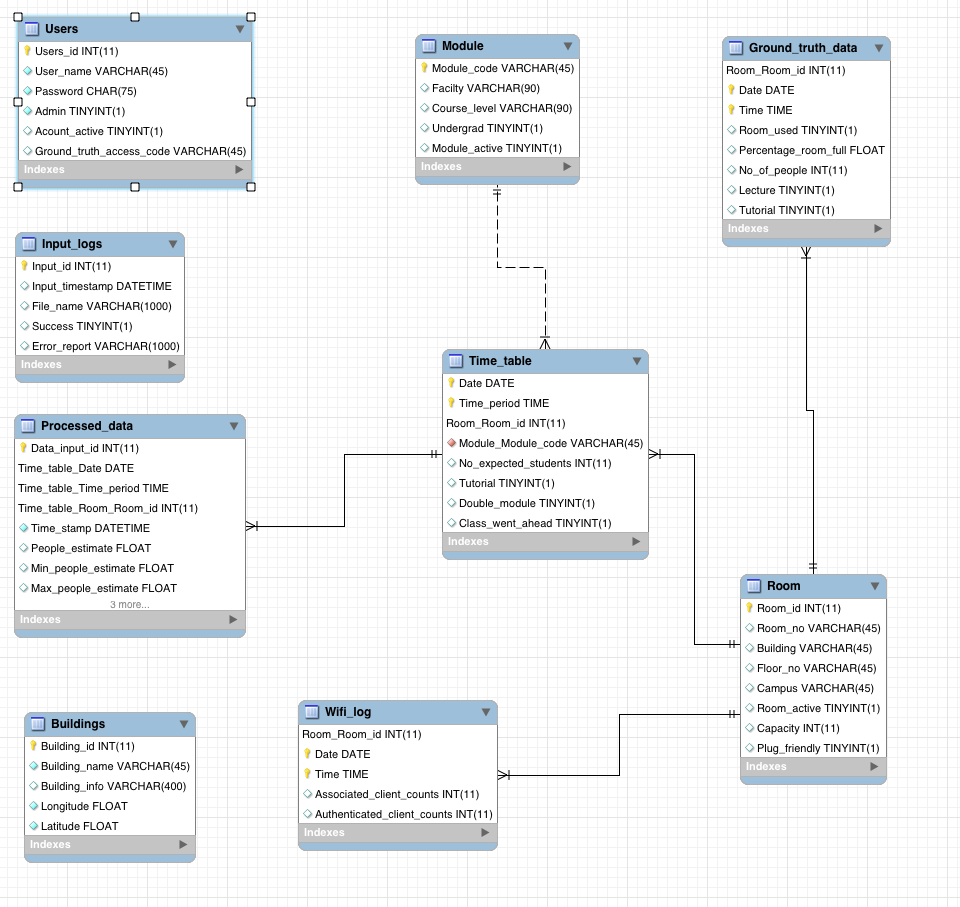 Users
Users_id INT(11)
User_name VARCHAR(45)
Password CHAR(75)
Admin TINYINT(1)
Acount_active TINYINT(1)
Ground_truth_access_code VARCHAR(45)
Indexes
Module
Module_code VARCHAR(45)
Facilty VARCHAR(90)
Course_level VARCHAR(90)
Undergrad TINYINT(1)
Module_active TINYINT(1)
Indexes
Ground_truth_data
Room_Room_id INT(11)
Date DATE
Time TIME
Room_used TINYINT(1)
Percentage_room_full FLOAT
No_of_people INT(11)
Lecture TINYINT(1)
Tutorial TINYINT(1)
Indexes
Input_logs
Input_id INT(11)
Input_timestamp DATETIME
File_name VARCHAR(1000)
Success TINYINT(1)
Error_report VARCHAR(1000)
Indexes
Time_table
Date DATE
Time_period TIME
Room_Room_id INT(11)
Module_Module_code VARCHAR(45)
No_expected_students INT(11)
Tutorial TINYINT(1)
Double_module TINYINT(1)
Class_went_ahead TINYINT(1)
Indexes
Processed_data
Data_input_id INT(11)
Time_table_Date DATE
Time_table_Time_period TIME
Time_table_Room_Room_id INT(11)
Time_stamp DATETIME
People_estimate FLOAT
Min_people_estimate FLOAT
Max_people_estimate FLOAT
3 more...
Indexes
Room
Room_id INT(11)
Room_no VARCHAR(45)
Building VARCHAR(45)
Floor_no VARCHAR(45)
Campus VARCHAR(45)
Room_active TINYINT(1)
Capacity INT(11)
Plug_friendly TINYINT(1)
Indexes
Buildings
Building_id INT(11)
Building_name VARCHAR(45)
Building_info VARCHAR(400)
Longitude FLOAT
Latitude FLOAT
Indexes
Wifi_log
Room_Room_id INT(11)
Date DATE
Time TIME
Associated_client_counts INT(11)
Authenticated_client_counts INT(11)
Indexes